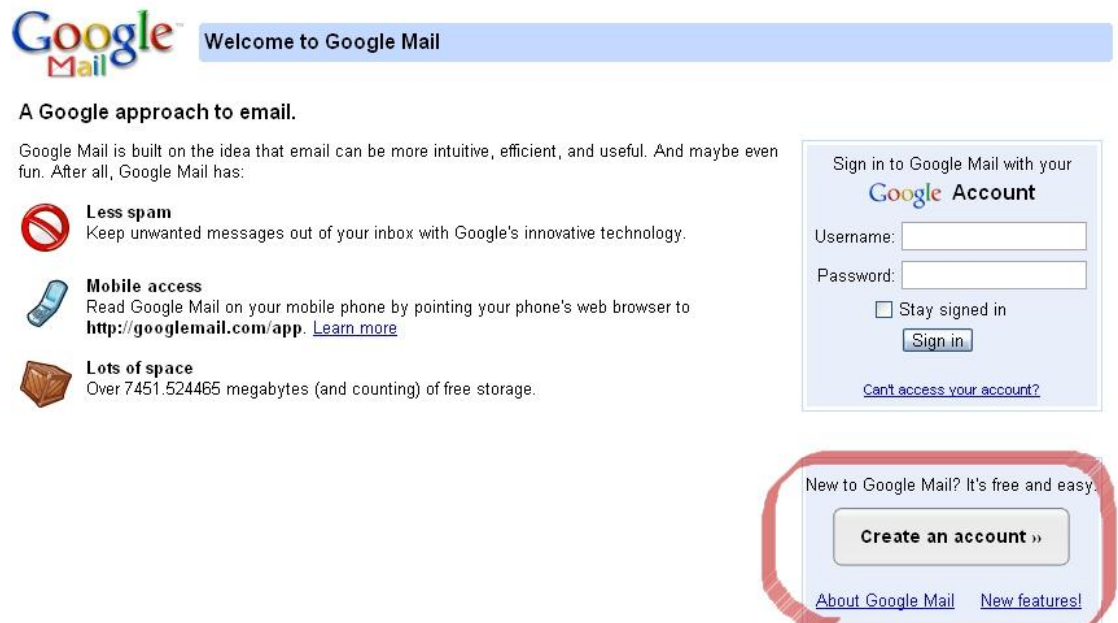 Google™
Mail
Welcome to Google Mail
A Google approach to email.
Google Mail is built on the idea that email can be more intuitive, efficient, and useful. And maybe even
fun. After all, Google Mail has:
Less spam
Keep unwanted messages out of your inbox with Google's innovative technology.
Mobile access
Read Google Mail on your mobile phone by pointing your phone's web browser to
http://googlemail.com/app. Learn more
Lots of space
Over 7451.524465 megabytes (and counting) of free storage.
Sign in to Google Mail with your
Google Account
Username:
Password:
Stay signed in
Sign in
Can't access your account?
New to Google Mail? It's free and easy.
Create an account ››
About Google Mail New features!